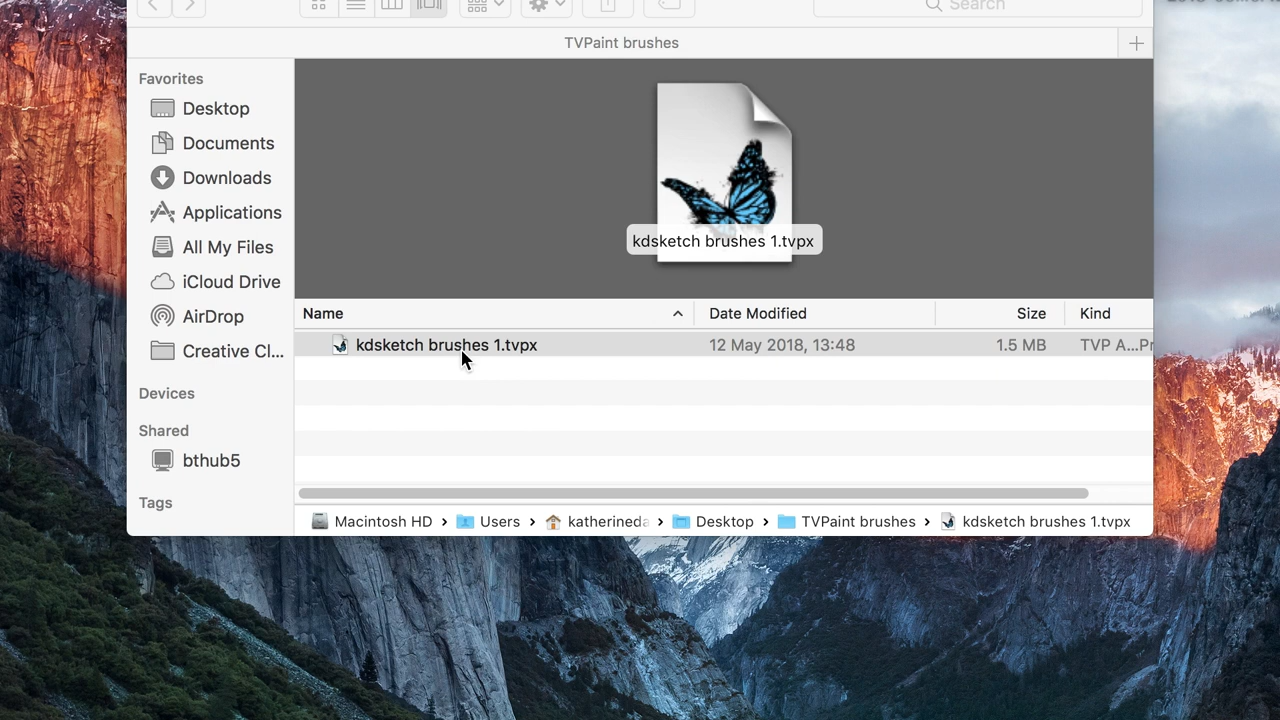 Search
TVPaint brushes
Favorites
Desktop
Documents
Downloads
Applications
All My Files
iCloud Drive
AirDrop
Creative Cl...
Devices
Shared
bthub5
Tags
kdsketch brushes 1.tvpx
Name Date Modified Size Kind
kdsketch brushes 1.tvpx 12 May 2018, 13:48 1.5 MB TVP A...Pr
Macintosh HD Users katherineda Desktop TVPaint brushes kdsketch brushes 1.tvpx